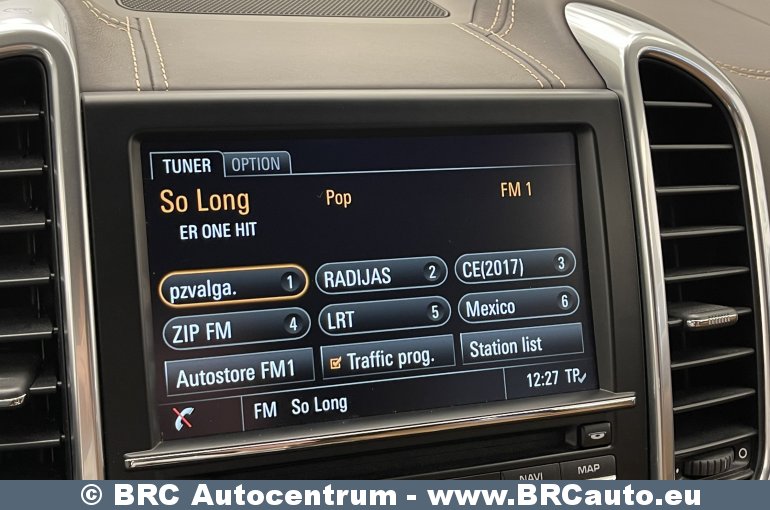 TUNER OPTION
So Long Pop FM 1
ER ONE HIT
pzvalga. 1 RADIJAS 2 CE(2017) 3
ZIP FM 4 LRT 5 Mexico 6
Autostore FM1 Traffic prog. Station list
12:27 TP
FM So Long
NAVI MAP
© BRC Autocentrum - www.BRCauto.eu